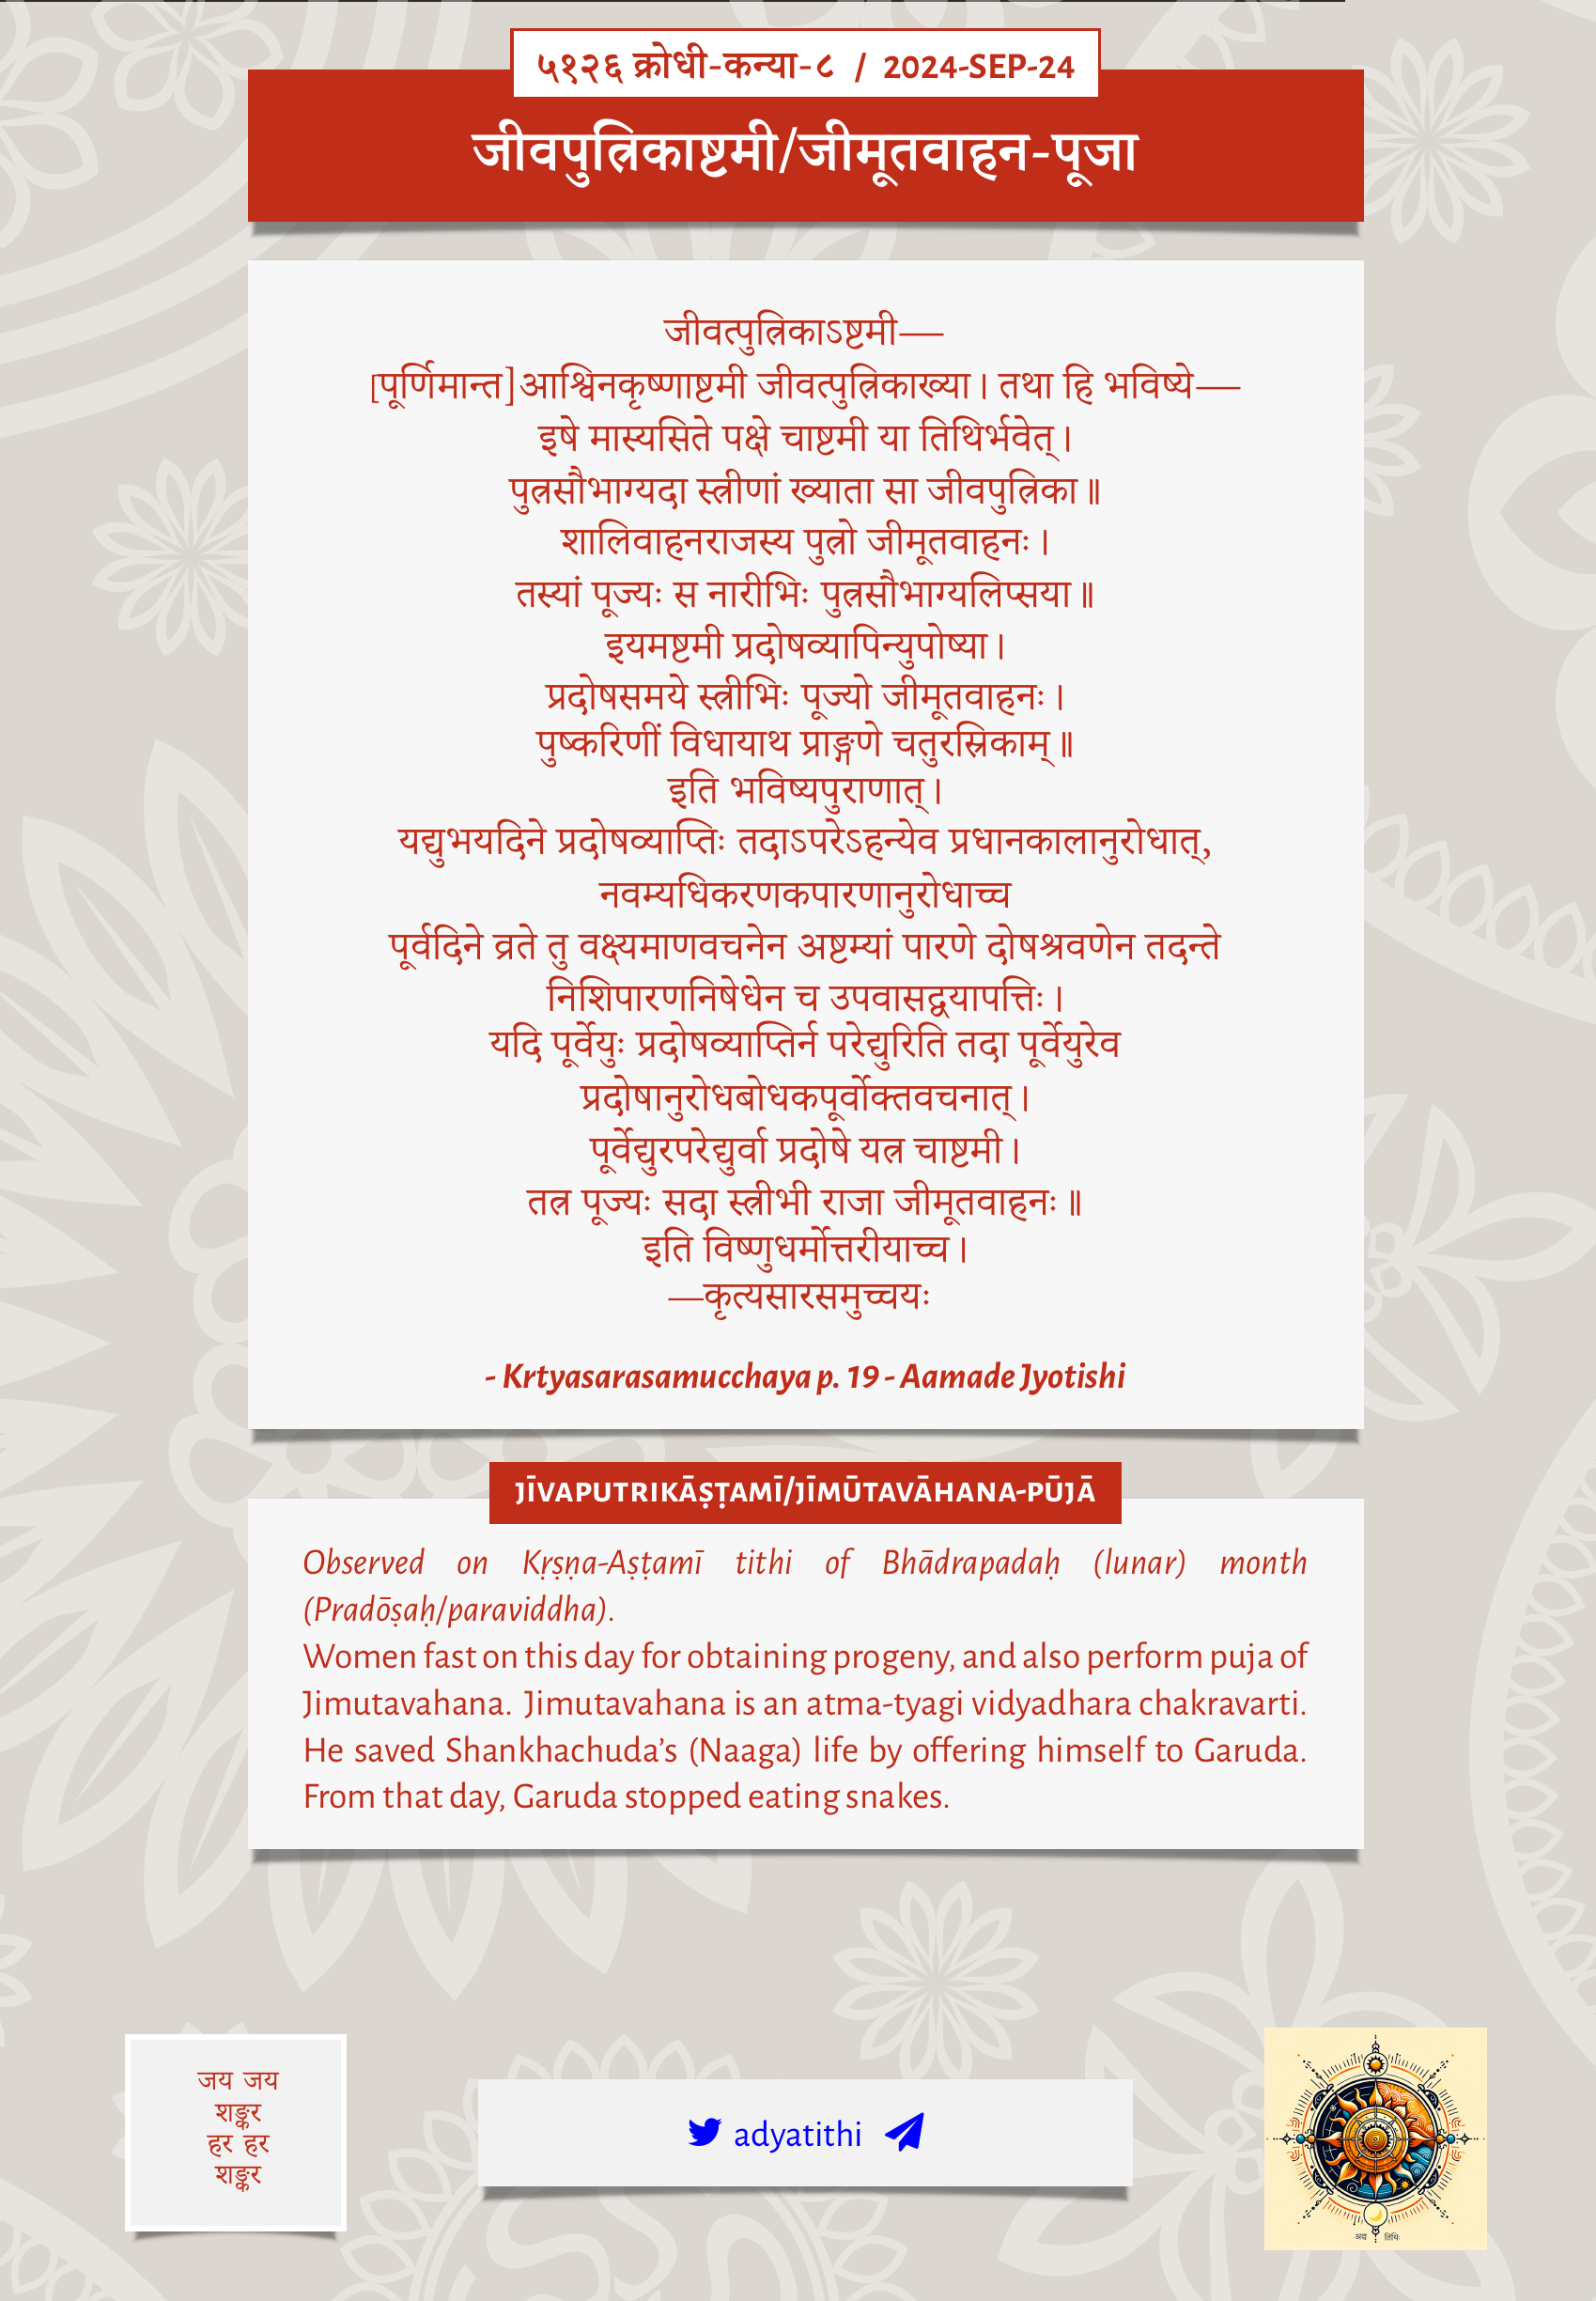 ५१२६ क्रोधी-कन्या-८ / 2024-SEP-24
जीवपुत्रिकाष्टमी/जीमूतवाहन-पूजा
जीवत्पुत्रिकाऽष्टमी—
[पूर्णिमान्त]आश्विनकृष्णाष्टमी जीवत्पुत्रिकाख्या। तथा हि भविष्ये—
इषे मास्यसिते पक्षे चाष्टमी या तिथिर्भवेत्।
पुत्रसौभाग्यदा स्त्रीणां ख्याता सा जीवपुत्रिका॥
शालिवाहनराजस्य पुत्रो जीमूतवाहनः।
तस्यां पूज्यः स नारीभिः पुत्रसौभाग्यलिप्सया॥
इयमष्टमी प्रदोषव्यापिन्युपोष्या।
प्रदोषसमये स्त्रीभिः पूज्यो जीमूतवाहनः।
पुष्करिणीं विधायाथ प्राङ्गणे चतुरस्रिकाम्॥
इति भविष्यपुराणात्।
यद्युभयदिने प्रदोषव्याप्तिः तदाऽपरेऽहन्येव प्रधानकालानुरोधात्,
नवम्यधिकरणकपारणानुरोधाच्च
पूर्वदिने व्रते तु वक्ष्यमाणवचनेन अष्टम्यां पारणे दोषश्रवणेन तदन्ते
निशिपारणनिषेधेन च उपवासद्वयापत्तिः।
यदि पूर्वेयुः प्रदोषव्याप्तिर्न परेद्युरिति तदा पूर्वेयुरेव
प्रदोषानुरोधबोधकपूर्वोक्तवचनात्।
पूर्वेद्युरपरेद्युर्वा प्रदोषे यत्र चाष्टमी।
तत्र पूज्यः सदा स्त्रीभी राजा जीमूतवाहनः॥
इति विष्णुधर्मोत्तरीयाच्च।
—कृत्यसारसमुच्चयः
- Krtyasarasamucchaya p. 19 - Aamade Jyotishi
JĪVAPUTRIKĀṢṬAMĪ/JĪMŪTAVĀHANA-PŪJĀ
Observed on Kṛṣṇa-Aṣṭamī tithi of Bhādrapadaḥ (lunar) month
(Pradōṣaḥ/paraviddha).
Women fast on this day for obtaining progeny, and also perform puja of
Jimutavahana. Jimutavahana is an atma-tyagi vidyadhara chakravarti.
He saved Shankhachuda’s (Naaga) life by offering himself to Garuda.
From that day, Garuda stopped eating snakes.
जय जय
शङ्कर
हर हर
शङ्कर
adyatithi
अद्य तिथिः